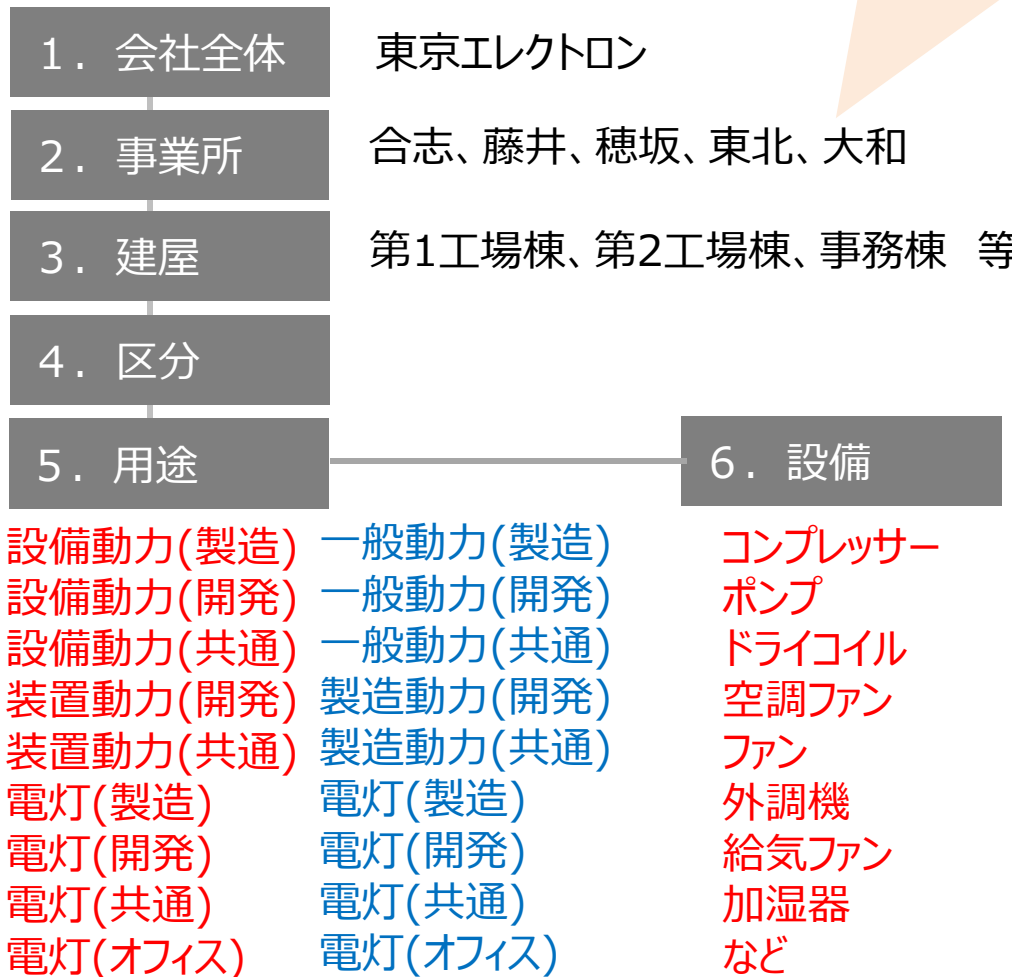 １．会社全体
東京エレクトロン
２．事業所
合志、藤井、穂坂、東北、大和
３．建屋
第1工場棟、第2工場棟、事務棟　等
４．区分
５．用途
６．設備
設備動力(製造)
設備動力(開発)
設備動力(共通)
装置動力(開発)
装置動力(共通)
電灯(製造)
電灯(開発)
電灯(共通)
電灯(オフィス)
一般動力(製造)
一般動力(開発)
一般動力(共通)
製造動力(開発)
製造動力(共通)
電灯(製造)
電灯(開発)
電灯(共通)
電灯(オフィス)
コンプレッサー
ポンプ
ドライコイル
空調ファン
ファン
外調機
給気ファン
加湿器
など